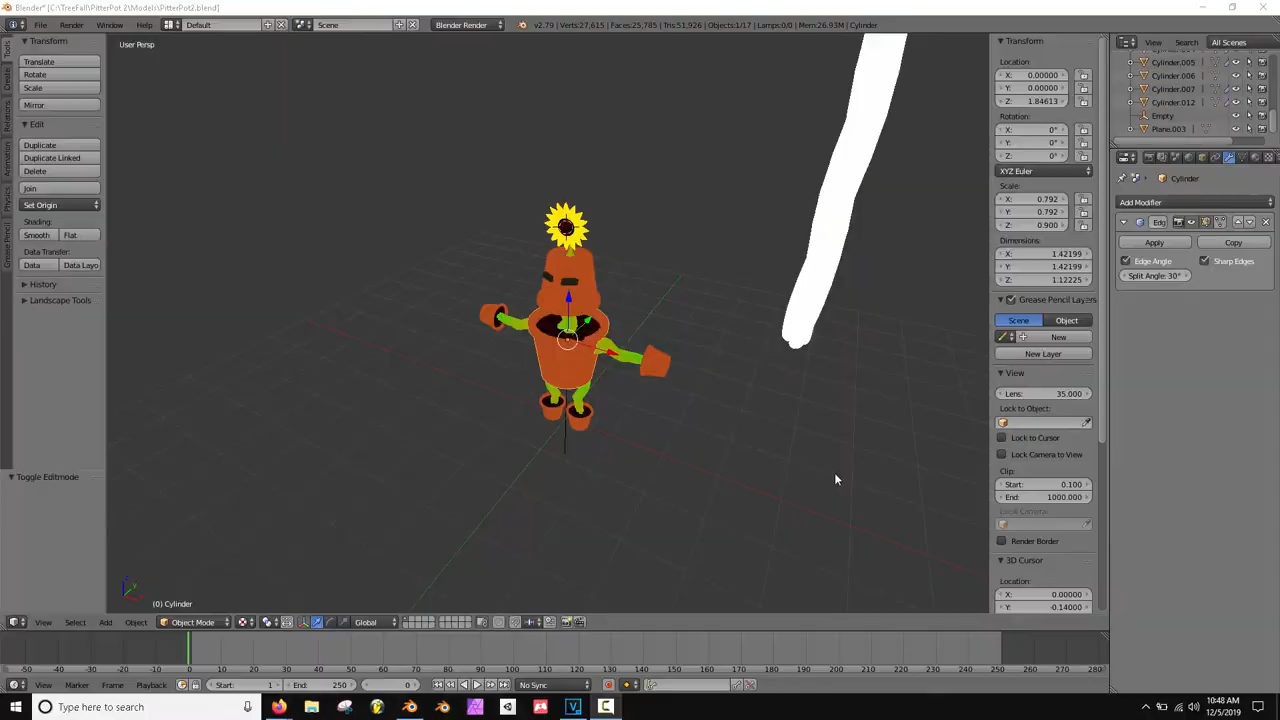 Blender* [C:\TreeFall\PitterPot 2\Models\PitterPot2.blend]
File Render Window Help Default Scene Blender Render v2.79 | Verts:27,615 | Faces:25,785 | Tris:51,926 | Objects:1/17 | Lamps:0/0 | Mem:26.93M | Cylinder
View Search All Scenes
Transform
Translate
Rotate
Scale
Mirror
Edit
Duplicate
Duplicate Linked
Delete
Join
Set Origin
Shading:
Smooth Flat
Data Transfer:
Data Data Layo
History
Landscape Tools
Toggle Editmode
Tools
Create
Relations
Animation
Physics
Grease Pencil
User Persp
(0) Cylinder
Transform
Location:
X: 0.00000
Y: 0.00000
Z: 1.84613
Rotation:
X: 0°
Y: 0°
Z: 0°
XYZ Euler
Scale:
X: 0.792
Y: 0.792
Z: 0.900
Dimensions:
X: 1.42199
Y: 1.42199
Z: 1.12225
Grease Pencil Layers
Scene Object
New
New Layer
View
Lens: 35.000
Lock to Object:
Lock to Cursor
Lock Camera to View
Clip:
Start: 0.100
End: 1000.000
Local Camera:
Render Border
3D Cursor
Location:
X: 0.00000
Y: -0.14000
Cylinder.005
Cylinder.006
Cylinder.007
Cylinder.012
Empty
Plane.003
Cylinder
Add Modifier
Edg
Apply Copy
Edge Angle Sharp Edges
Split Angle: 30°
View Select Add Object Object Mode Global
-50 -40 -30 -20 -10 0 10 20 30 40 50 60 70 80 90 100 110 120 130 140 150 160 170 180 190 200 210 220 230 240 250 260 270 280
View Marker Frame Playback Start: 1 End: 250 0 No Sync
Type here to search
10:48 AM
12/5/2019